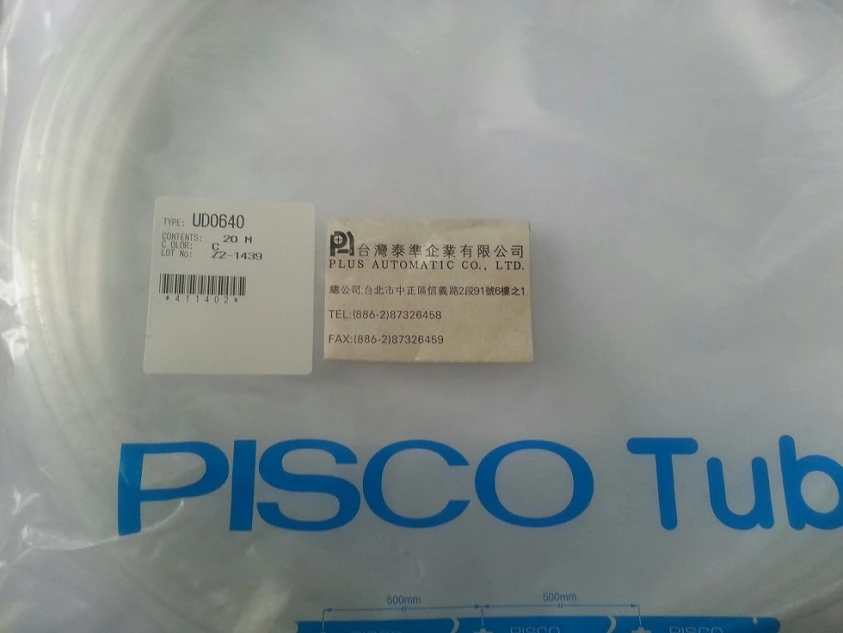 TYPE: UD0640
CONTENTS: 20 M
COLOR: C
LOT No: Z2-1439
*411402*
台灣泰準企業有限公司
PLUS AUTOMATIC CO., LTD.
總公司:台北市中正區信義路2段91號6樓之1
TEL:(886-2)87326458
FAX:(886-2)87326459
PISCO Tub
500mm 500mm
PISCO PISCO